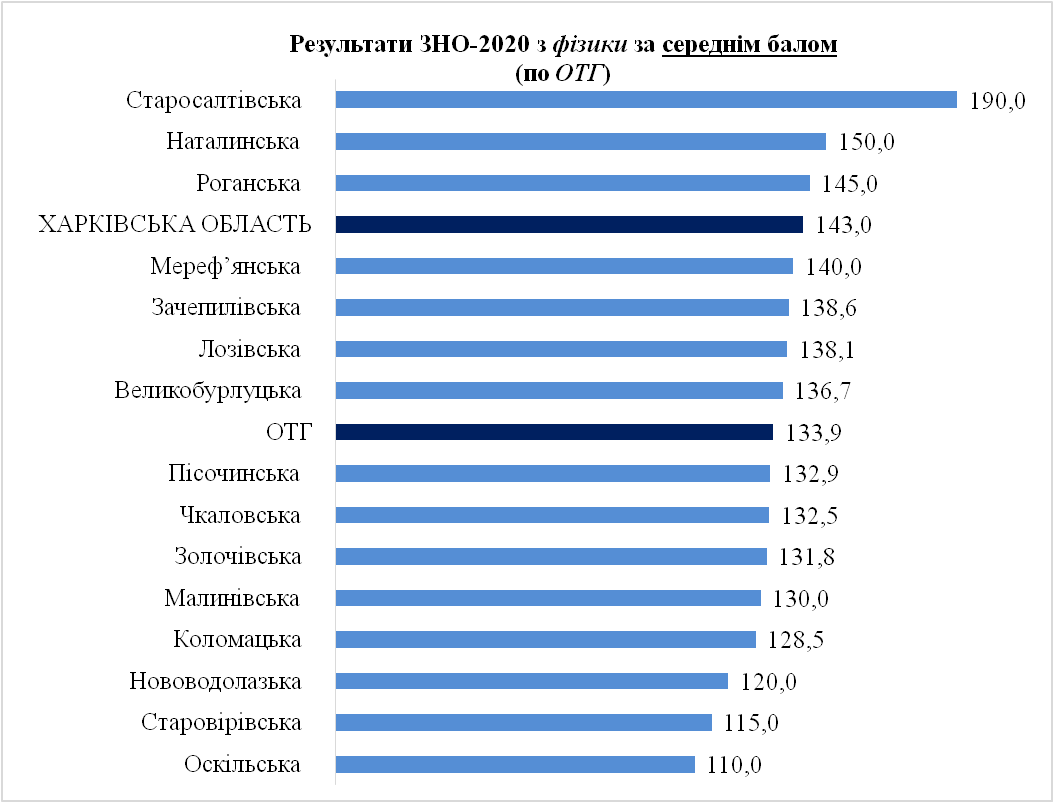 Результати ЗНО-2020 з фізики за середнім балом
(по ОТГ)
Старосалтівська 190,0
Наталинська 150,0
Роганська 145,0
ХАРКІВСЬКА ОБЛАСТЬ 143,0
Мереф’янська 140,0
Зачепилівська 138,6
Лозівська 138,1
Великобурлуцька 136,7
ОТГ 133,9
Пісочинська 132,9
Чкаловська 132,5
Золочівська 131,8
Малинівська 130,0
Коломацька 128,5
Нововодолазька 120,0
Старовірівська 115,0
Оскільська 110,0